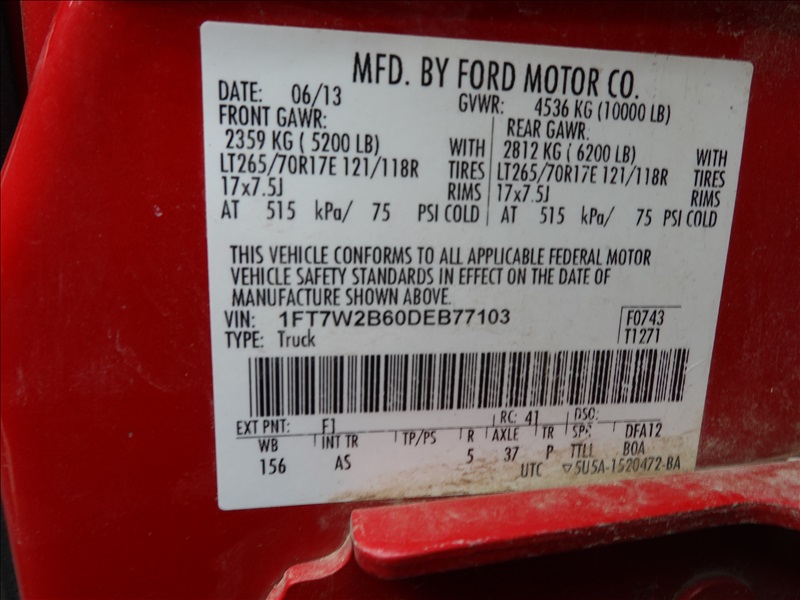 MFD. BY FORD MOTOR CO.
DATE: 06/13 GVWR: 4536 KG (10000 LB)
FRONT GAWR: REAR GAWR:
2359 KG ( 5200 LB) WITH 2812 KG ( 6200 LB) WITH
LT265/70R17E 121/118R TIRES LT265/70R17E 121/118R TIRES
17x7.5J RIMS 17x7.5J RIMS
AT 515 kPa/ 75 PSI COLD AT 515 kPa/ 75 PSI COLD
THIS VEHICLE CONFORMS TO ALL APPLICABLE FEDERAL MOTOR
VEHICLE SAFETY STANDARDS IN EFFECT ON THE DATE OF
MANUFACTURE SHOWN ABOVE.
VIN: 1FT7W2B60DEB77103 F0743
TYPE: Truck T1271
EXT PNT: F1 RC: 41 DSO:
WB INT TR TP/PS R AXLE TR SPR DFA12
156 AS 5 37 P TTLL BOA
UTC ▽5U5A-1520472-BA